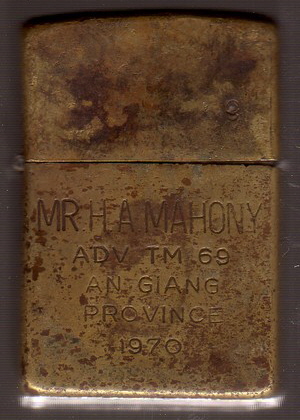 MR H.A. MAHONY
ADV TM 69
AN GIANG
PROVINCE
1970